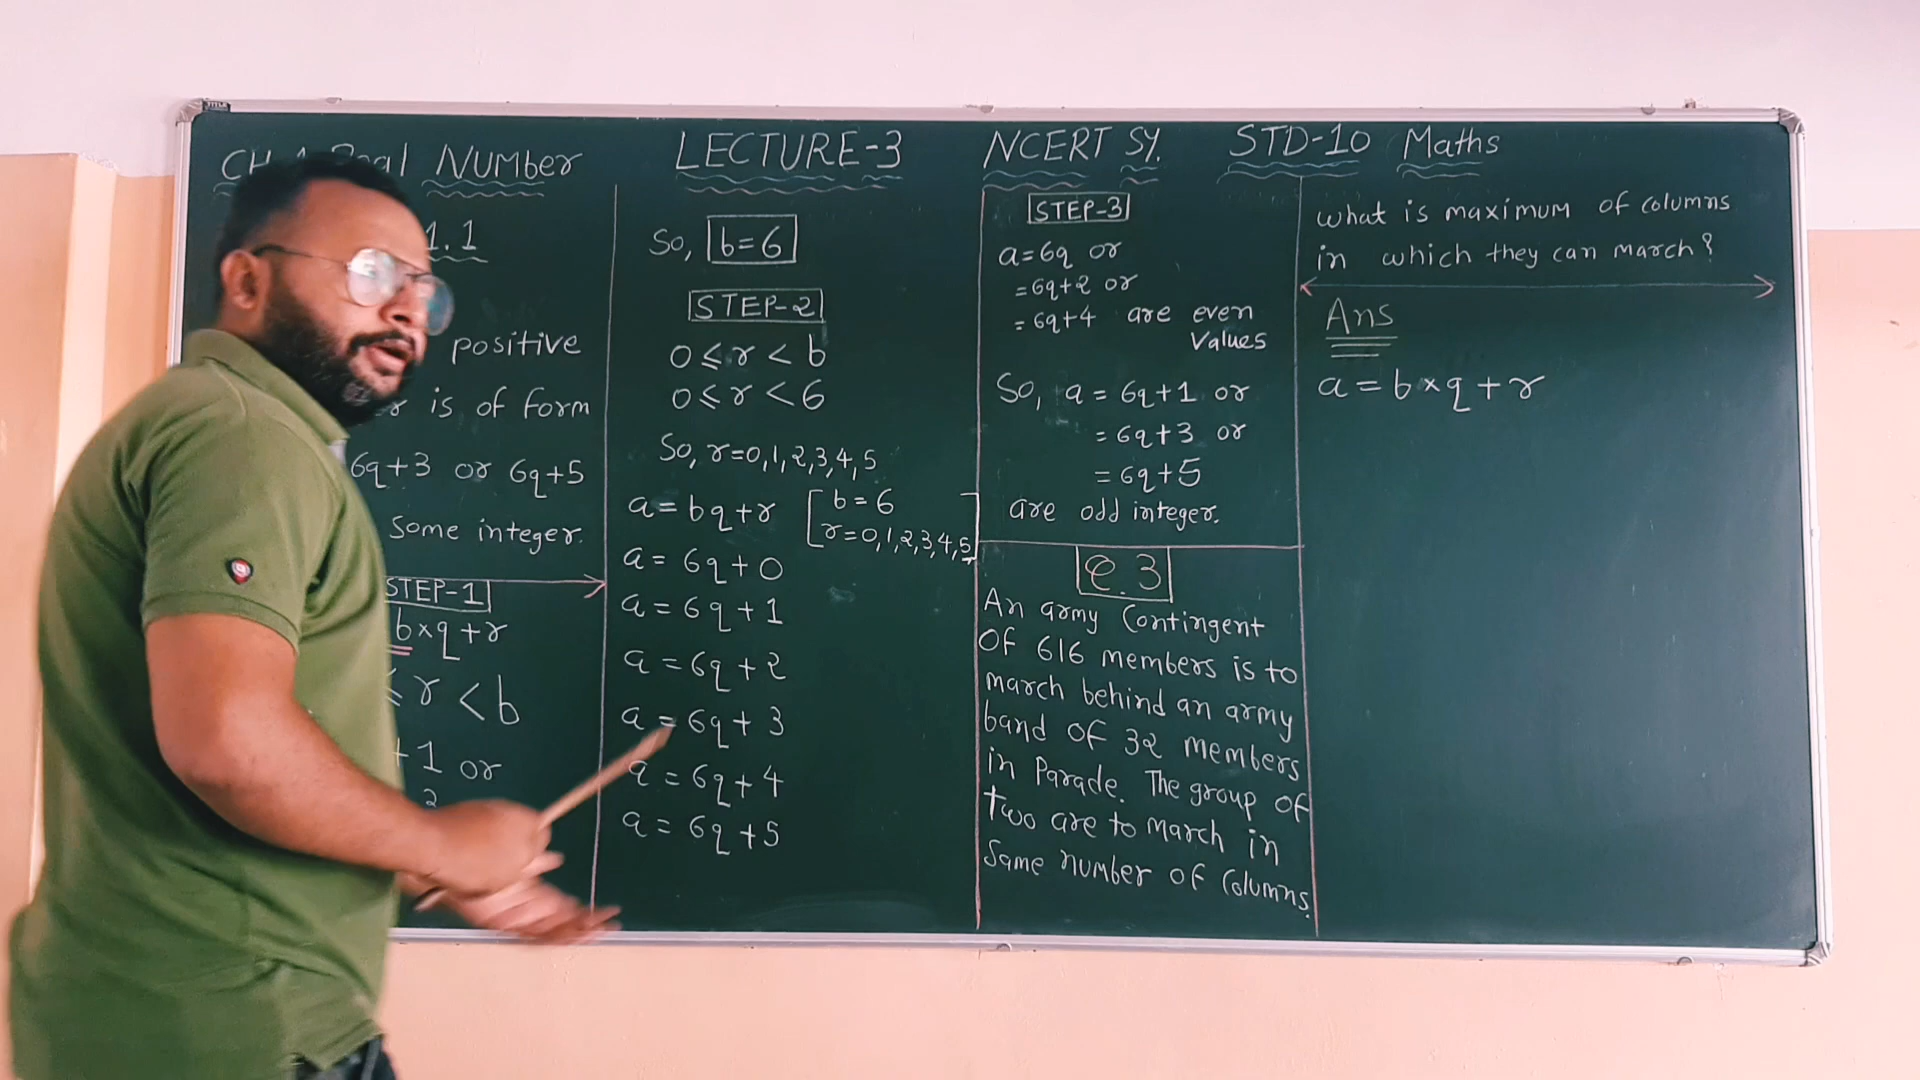 CH Real Number LECTURE-3 NCERT SY. STD-10 Maths
1.1
positive
is of form
6q+3 or 6q+5
Some integer.
STEP-1
b×q+r
≤ r < b
+1 or
So, b=6
STEP-2
0 ≤ r < b
0 ≤ r < 6
So, r=0,1,2,3,4,5
a = bq+r [ b = 6
r=0,1,2,3,4,5 ]
a = 6q+0
a = 6q+1
a = 6q+2
a = 6q+3
a = 6q+4
a = 6q+5
STEP-3
a=6q or
=6q+2 or
=6q+4 are even
Values
So, a = 6q+1 or
= 6q+3 or
= 6q+5
are odd integer.
Q.3
An army Contingent
OF 616 members is to
march behind an army
band of 32 members
in Parade. The group of
two are to march in
Same number of Columns.
what is maximum of columns
in which they can march?
Ans
a = b×q+r